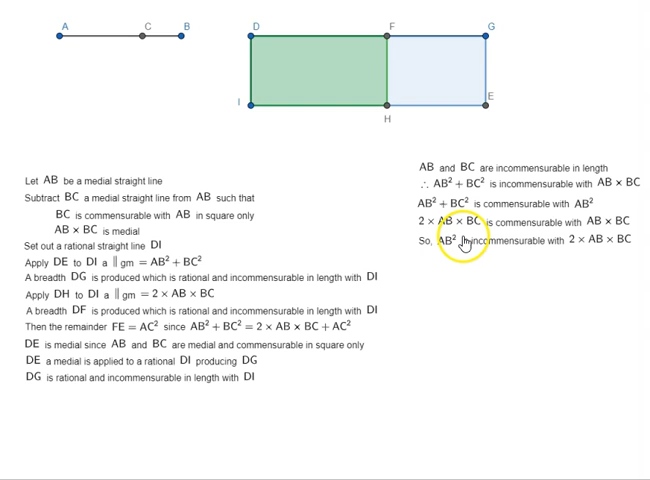 A C B D F G
I E
H
Let AB be a medial straight line
Subtract BC a medial straight line from AB such that
BC is commensurable with AB in square only
AB × BC is medial
Set out a rational straight line DI
Apply DE to DI a ∥ gm = AB² + BC²
A breadth DG is produced which is rational and incommensurable in length with DI
Apply DH to DI a ∥ gm = 2 × AB × BC
A breadth DF is produced which is rational and incommensurable in length with DI
Then the remainder FE = AC² since AB² + BC² = 2 × AB × BC + AC²
DE is medial since AB and BC are medial and commensurable in square only
DE a medial is applied to a rational DI producing DG
DG is rational and incommensurable in length with DI
AB and BC are incommensurable in length
∴ AB² + BC² is incommensurable with AB × BC
AB² + BC² is commensurable with AB²
2 × AB × BC is commensurable with AB × BC
So, AB² incommensurable with 2 × AB × BC